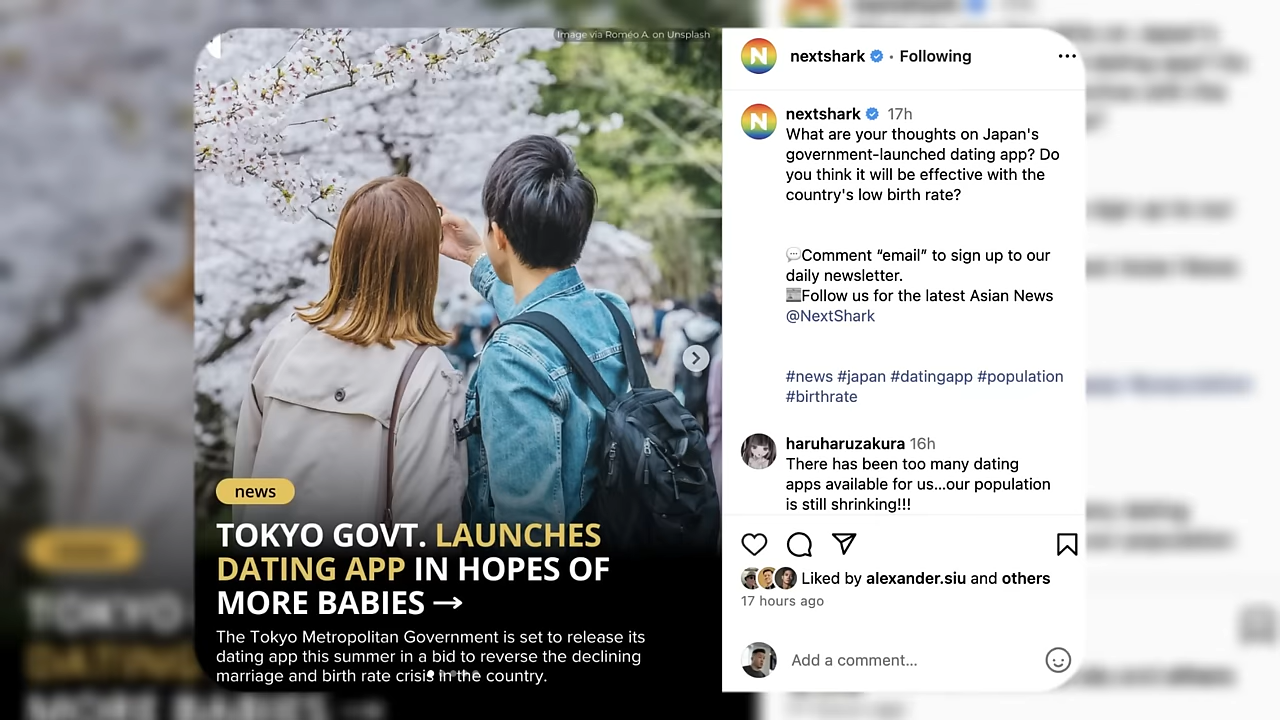 Image via Roméo A. on Unsplash
news
TOKYO GOVT. LAUNCHES
DATING APP IN HOPES OF
MORE BABIES →
The Tokyo Metropolitan Government is set to release its
dating app this summer in a bid to reverse the declining
marriage and birth rate crisis in the country.
N
nextshark • Following
N
nextshark 17h
What are your thoughts on Japan's
government-launched dating app? Do
you think it will be effective with the
country's low birth rate?
💬Comment “email” to sign up to our
daily newsletter.
📰Follow us for the latest Asian News
@NextShark
#news #japan #datingapp #population
#birthrate
haruharuzakura 16h
There has been too many dating
apps available for us...our population
is still shrinking!!!
Liked by alexander.siu and others
17 hours ago
Add a comment...